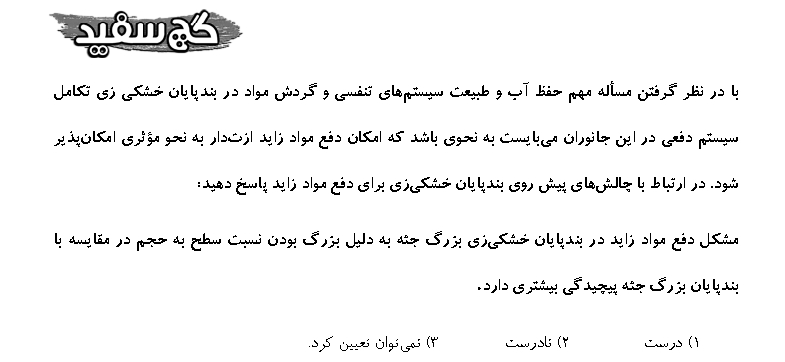 گچ سفید
با در نظر گرفتن مسأله مهم حفظ آب و طبیعت سیستم‌های تنفسی و گردش مواد در بندپایان خشکی زی تکامل
سیستم دفعی در این جانوران می‌بایست به نحوی باشد که امکان دفع مواد زاید ازت‌دار به نحو مؤثری امکان‌پذیر
شود. در ارتباط با چالش‌های پیش روی بندپایان خشکی‌زی برای دفع مواد زاید پاسخ دهید:
مشکل دفع مواد زاید در بندپایان خشکی‌زی بزرگ جثه به دلیل بزرگ بودن نسبت سطح به حجم در مقایسه با
بندپایان بزرگ جثه پیچیدگی بیشتری دارد.
۱) درست ۲) نادرست ۳) نمی‌توان تعیین کرد.